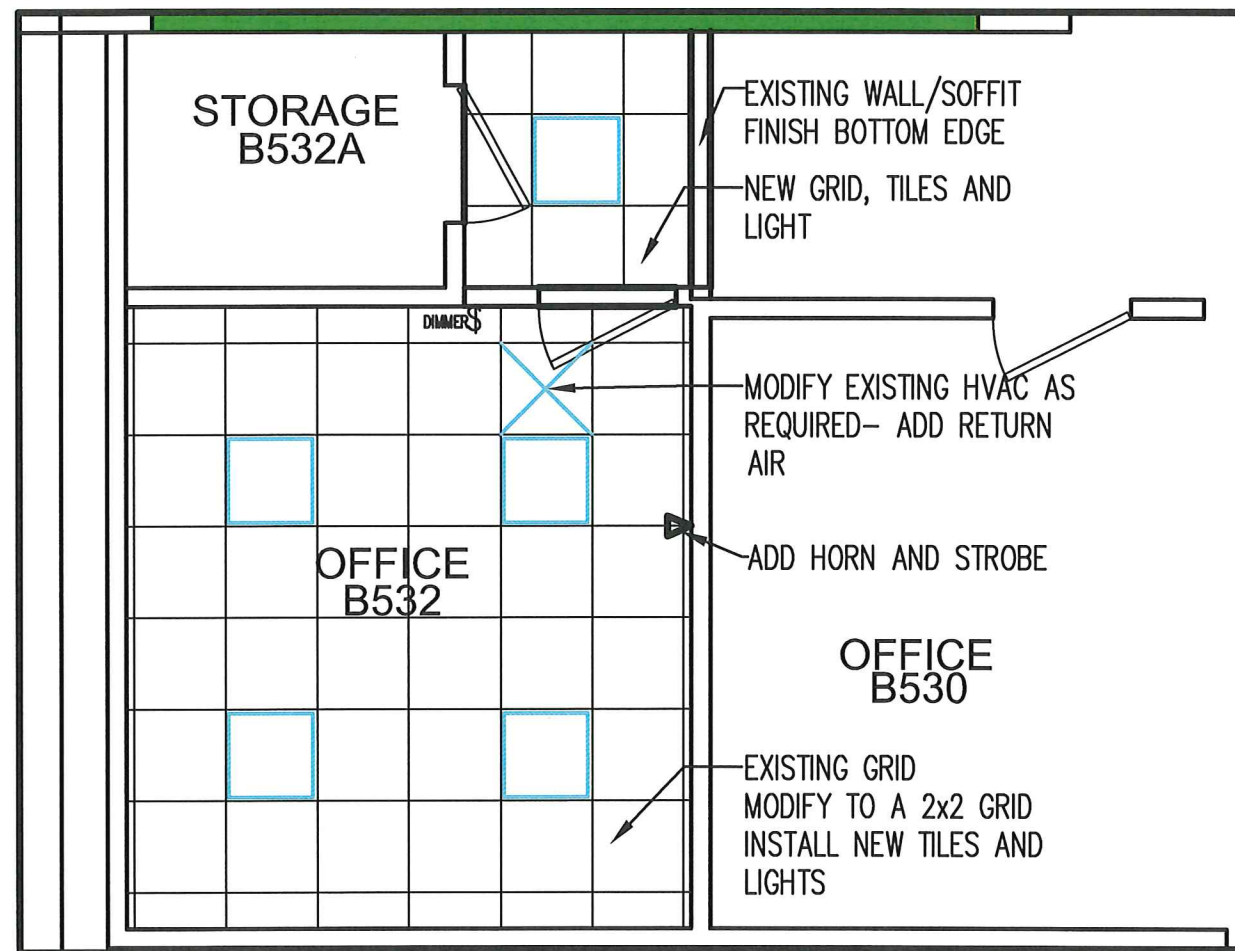 STORAGE
B532A
EXISTING WALL/SOFFIT
FINISH BOTTOM EDGE
NEW GRID, TILES AND
LIGHT
DIMMER $
MODIFY EXISTING HVAC AS
REQUIRED- ADD RETURN
AIR
OFFICE
B532
ADD HORN AND STROBE
OFFICE
B530
EXISTING GRID
MODIFY TO A 2x2 GRID
INSTALL NEW TILES AND
LIGHTS